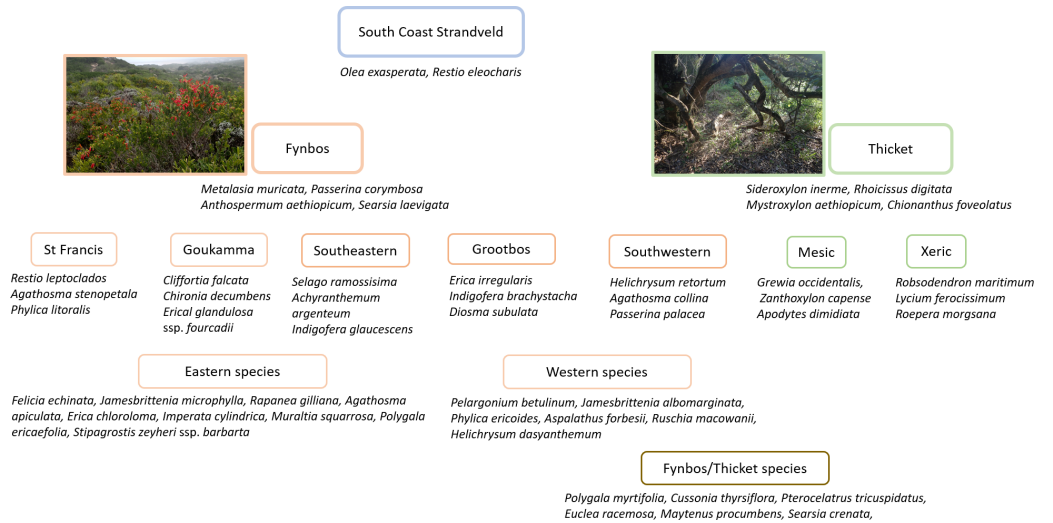 South Coast Strandveld
Olea exasperata, Restio eleocharis
Fynbos
Thicket
Metalasia muricata, Passerina corymbosa
Anthospermum aethiopicum, Searsia laevigata
Sideroxylon inerme, Rhoicissus digitata
Mystroxylon aethiopicum, Chionanthus foveolatus
St Francis
Restio leptoclados
Agathosma stenopetala
Phylica litoralis
Goukamma
Cliffortia falcata
Chironia decumbens
Erical glandulosa
ssp. fourcadii
Southeastern
Selago ramossisima
Achyranthemum
argenteum
Indigofera glaucescens
Grootbos
Erica irregularis
Indigofera brachystacha
Diosma subulata
Southwestern
Helichrysum retortum
Agathosma collina
Passerina palacea
Mesic
Grewia occidentalis,
Zanthoxylon capense
Apodytes dimidiata
Xeric
Robsodendron maritimum
Lycium ferocissimum
Roepera morgsana
Eastern species
Felicia echinata, Jamesbrittenia microphylla, Rapanea gilliana, Agathosma
apiculata, Erica chloroloma, Imperata cylindrica, Muraltia squarrosa, Polygala
ericaefolia, Stipagrostis zeyheri ssp. barbarta
Western species
Pelargonium betulinum, Jamesbrittenia albomarginata,
Phylica ericoides, Aspalathus forbesii, Ruschia macowanii,
Helichrysum dasyanthemum
Fynbos/Thicket species
Polygala myrtifolia, Cussonia thyrsiflora, Pterocelatrus tricuspidatus,
Euclea racemosa, Maytenus procumbens, Searsia crenata,